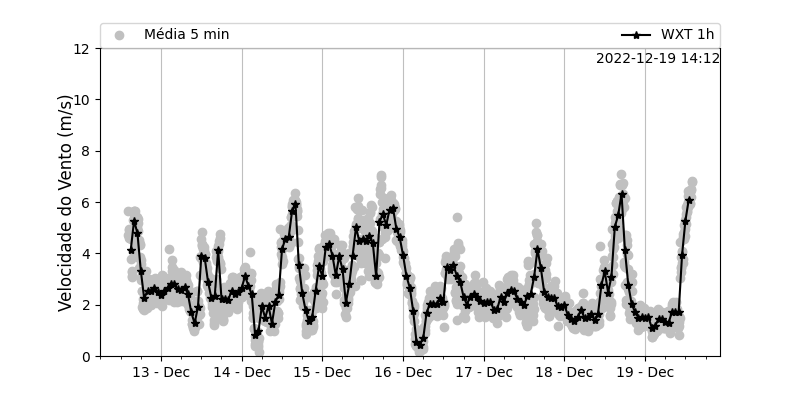 Média 5 min
WXT 1h
2022-12-19 14:12
Velocidade do Vento (m/s)
12
10
8
6
4
2
0
13 - Dec
14 - Dec
15 - Dec
16 - Dec
17 - Dec
18 - Dec
19 - Dec